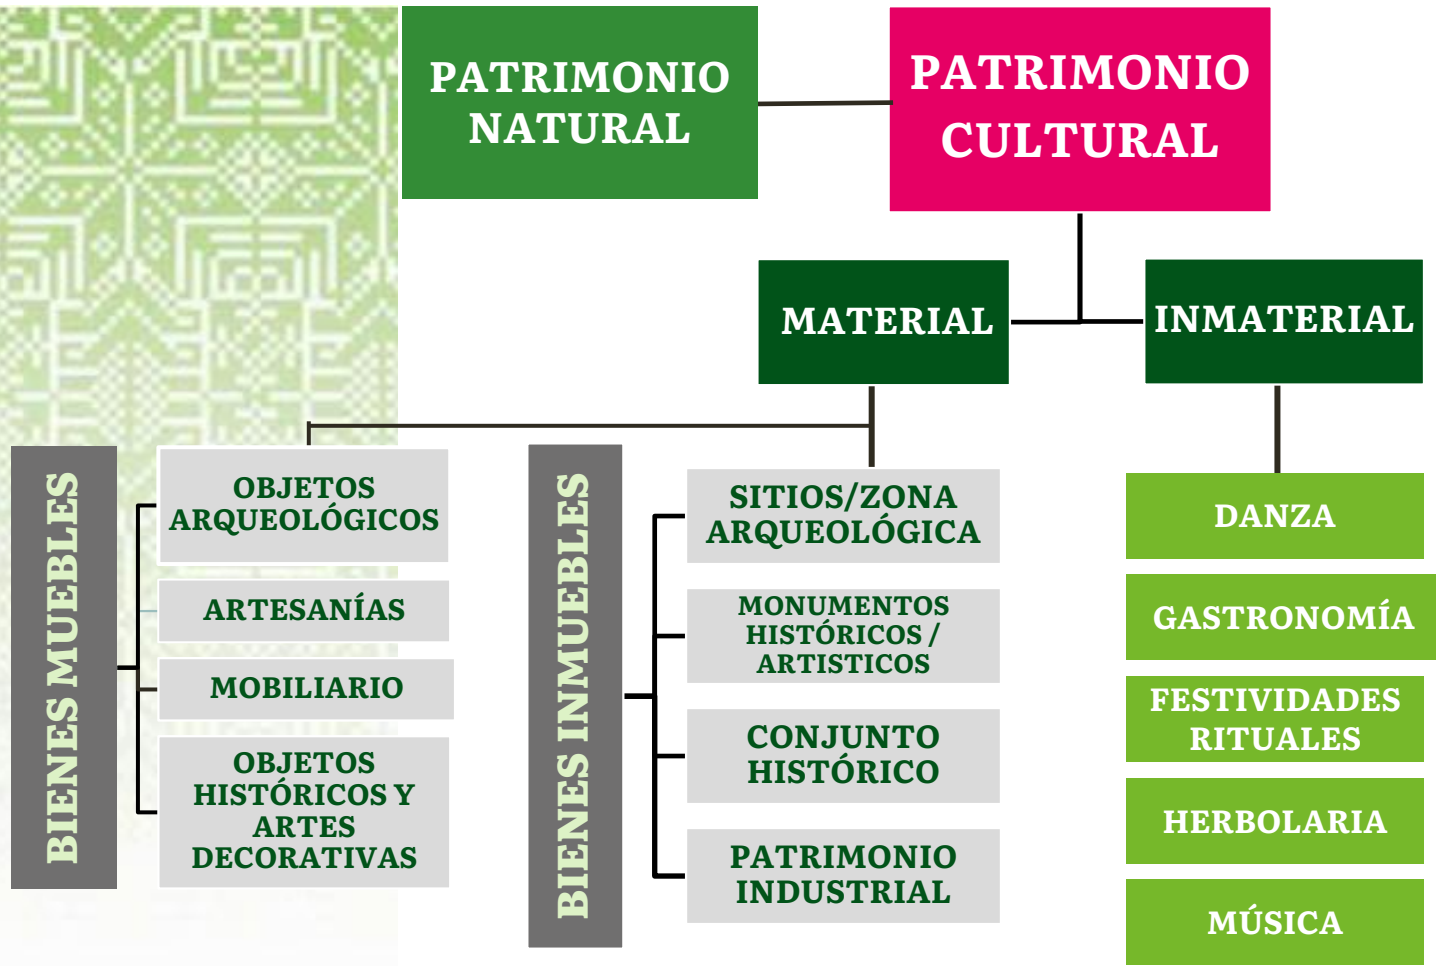 PATRIMONIO
NATURAL
PATRIMONIO
CULTURAL
MATERIAL
INMATERIAL
BIENES MUEBLES
OBJETOS
ARQUEOLÓGICOS
ARTESANÍAS
MOBILIARIO
OBJETOS
HISTÓRICOS Y
ARTES
DECORATIVAS
BIENES INMUEBLES
SITIOS/ZONA
ARQUEOLÓGICA
MONUMENTOS
HISTÓRICOS /
ARTISTICOS
CONJUNTO
HISTÓRICO
PATRIMONIO
INDUSTRIAL
DANZA
GASTRONOMÍA
FESTIVIDADES
RITUALES
HERBOLARIA
MÚSICA